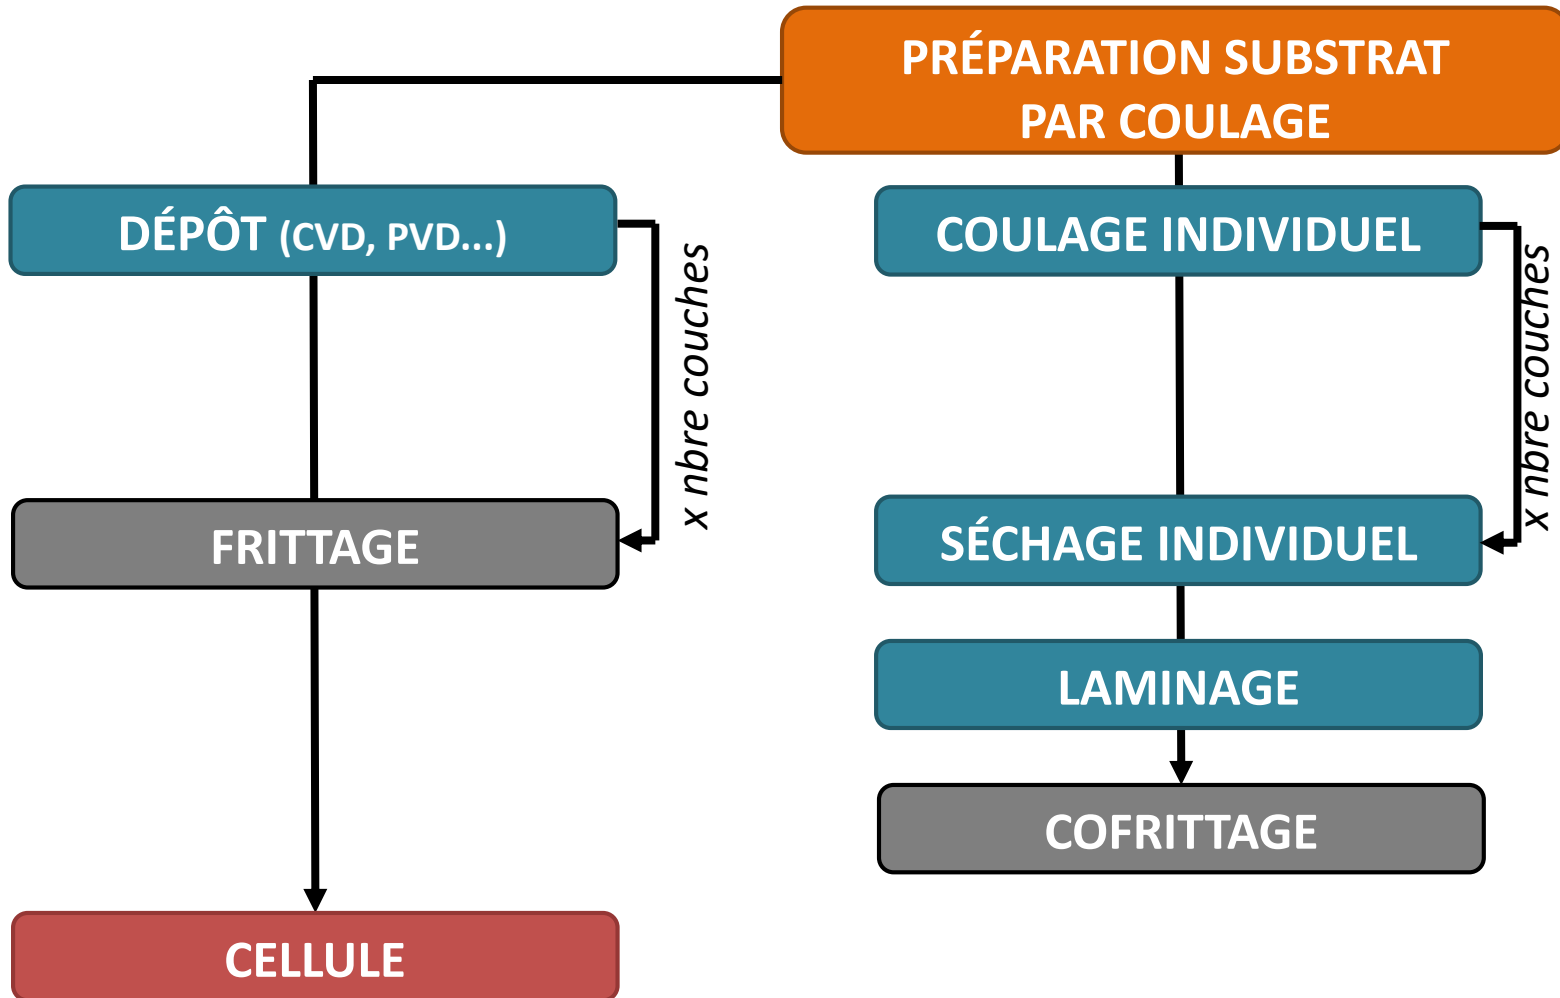 PRÉPARATION SUBSTRAT
PAR COULAGE
DÉPÔT (CVD, PVD...)
x nbre couches
FRITTAGE
CELLULE
COULAGE INDIVIDUEL
x nbre couches
SÉCHAGE INDIVIDUEL
LAMINAGE
COFRITTAGE